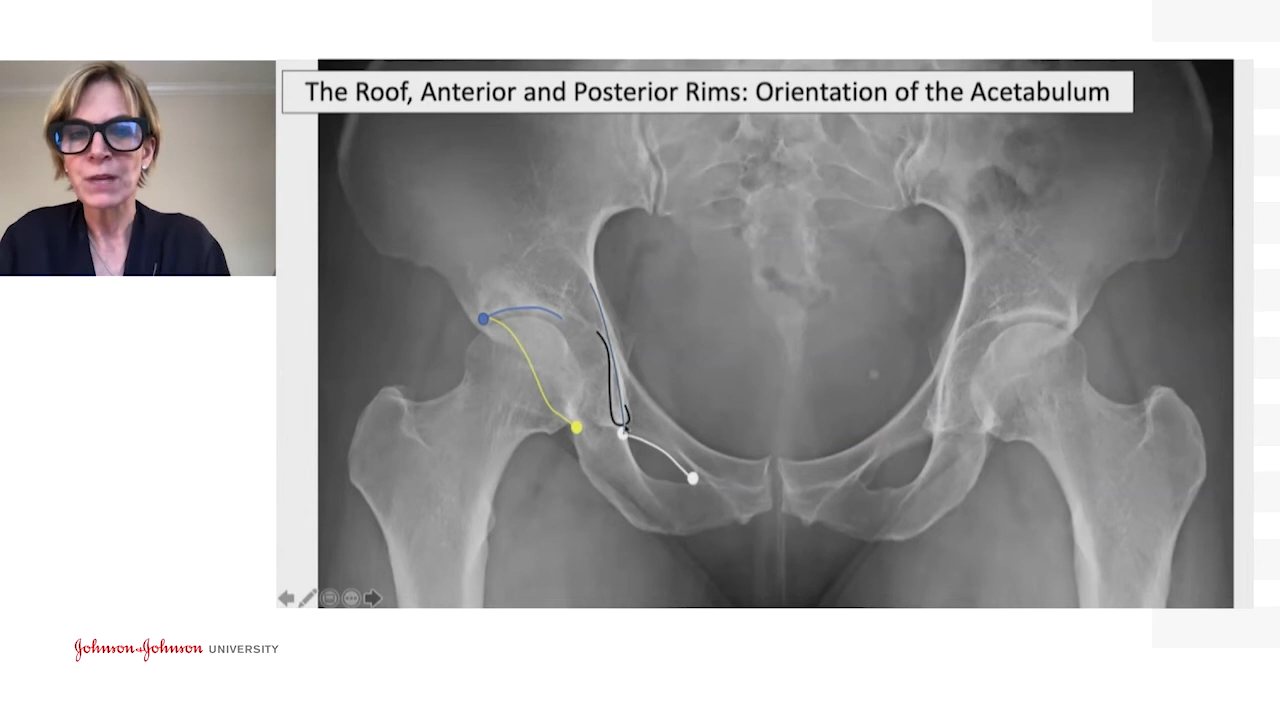 The Roof, Anterior and Posterior Rims: Orientation of the Acetabulum
Johnson & Johnson UNIVERSITY